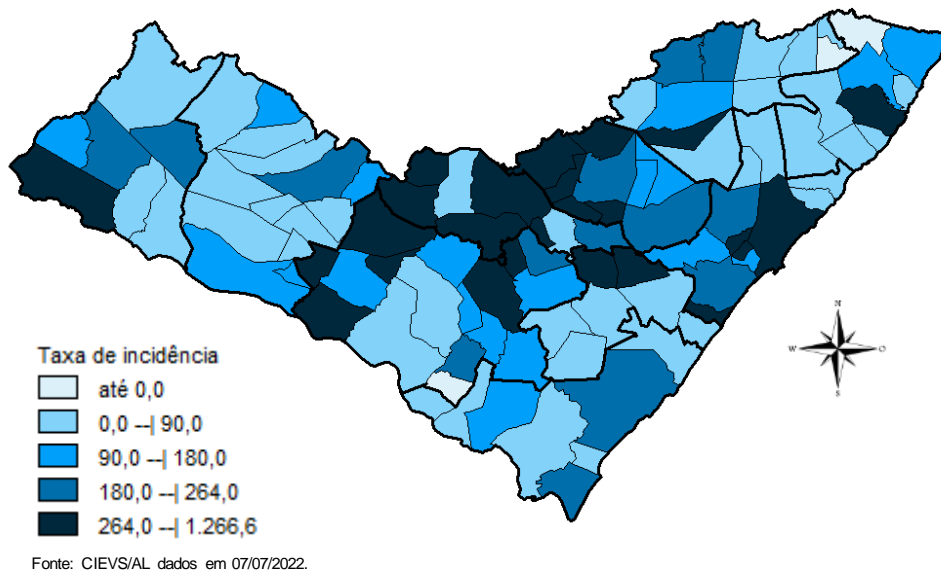 N
W
O
S
Taxa de incidência
até 0,0
0,0 --| 90,0
90,0 --| 180,0
180,0 --| 264,0
264,0 --| 1.266,6
Fonte: CIEVS/AL dados em 07/07/2022.